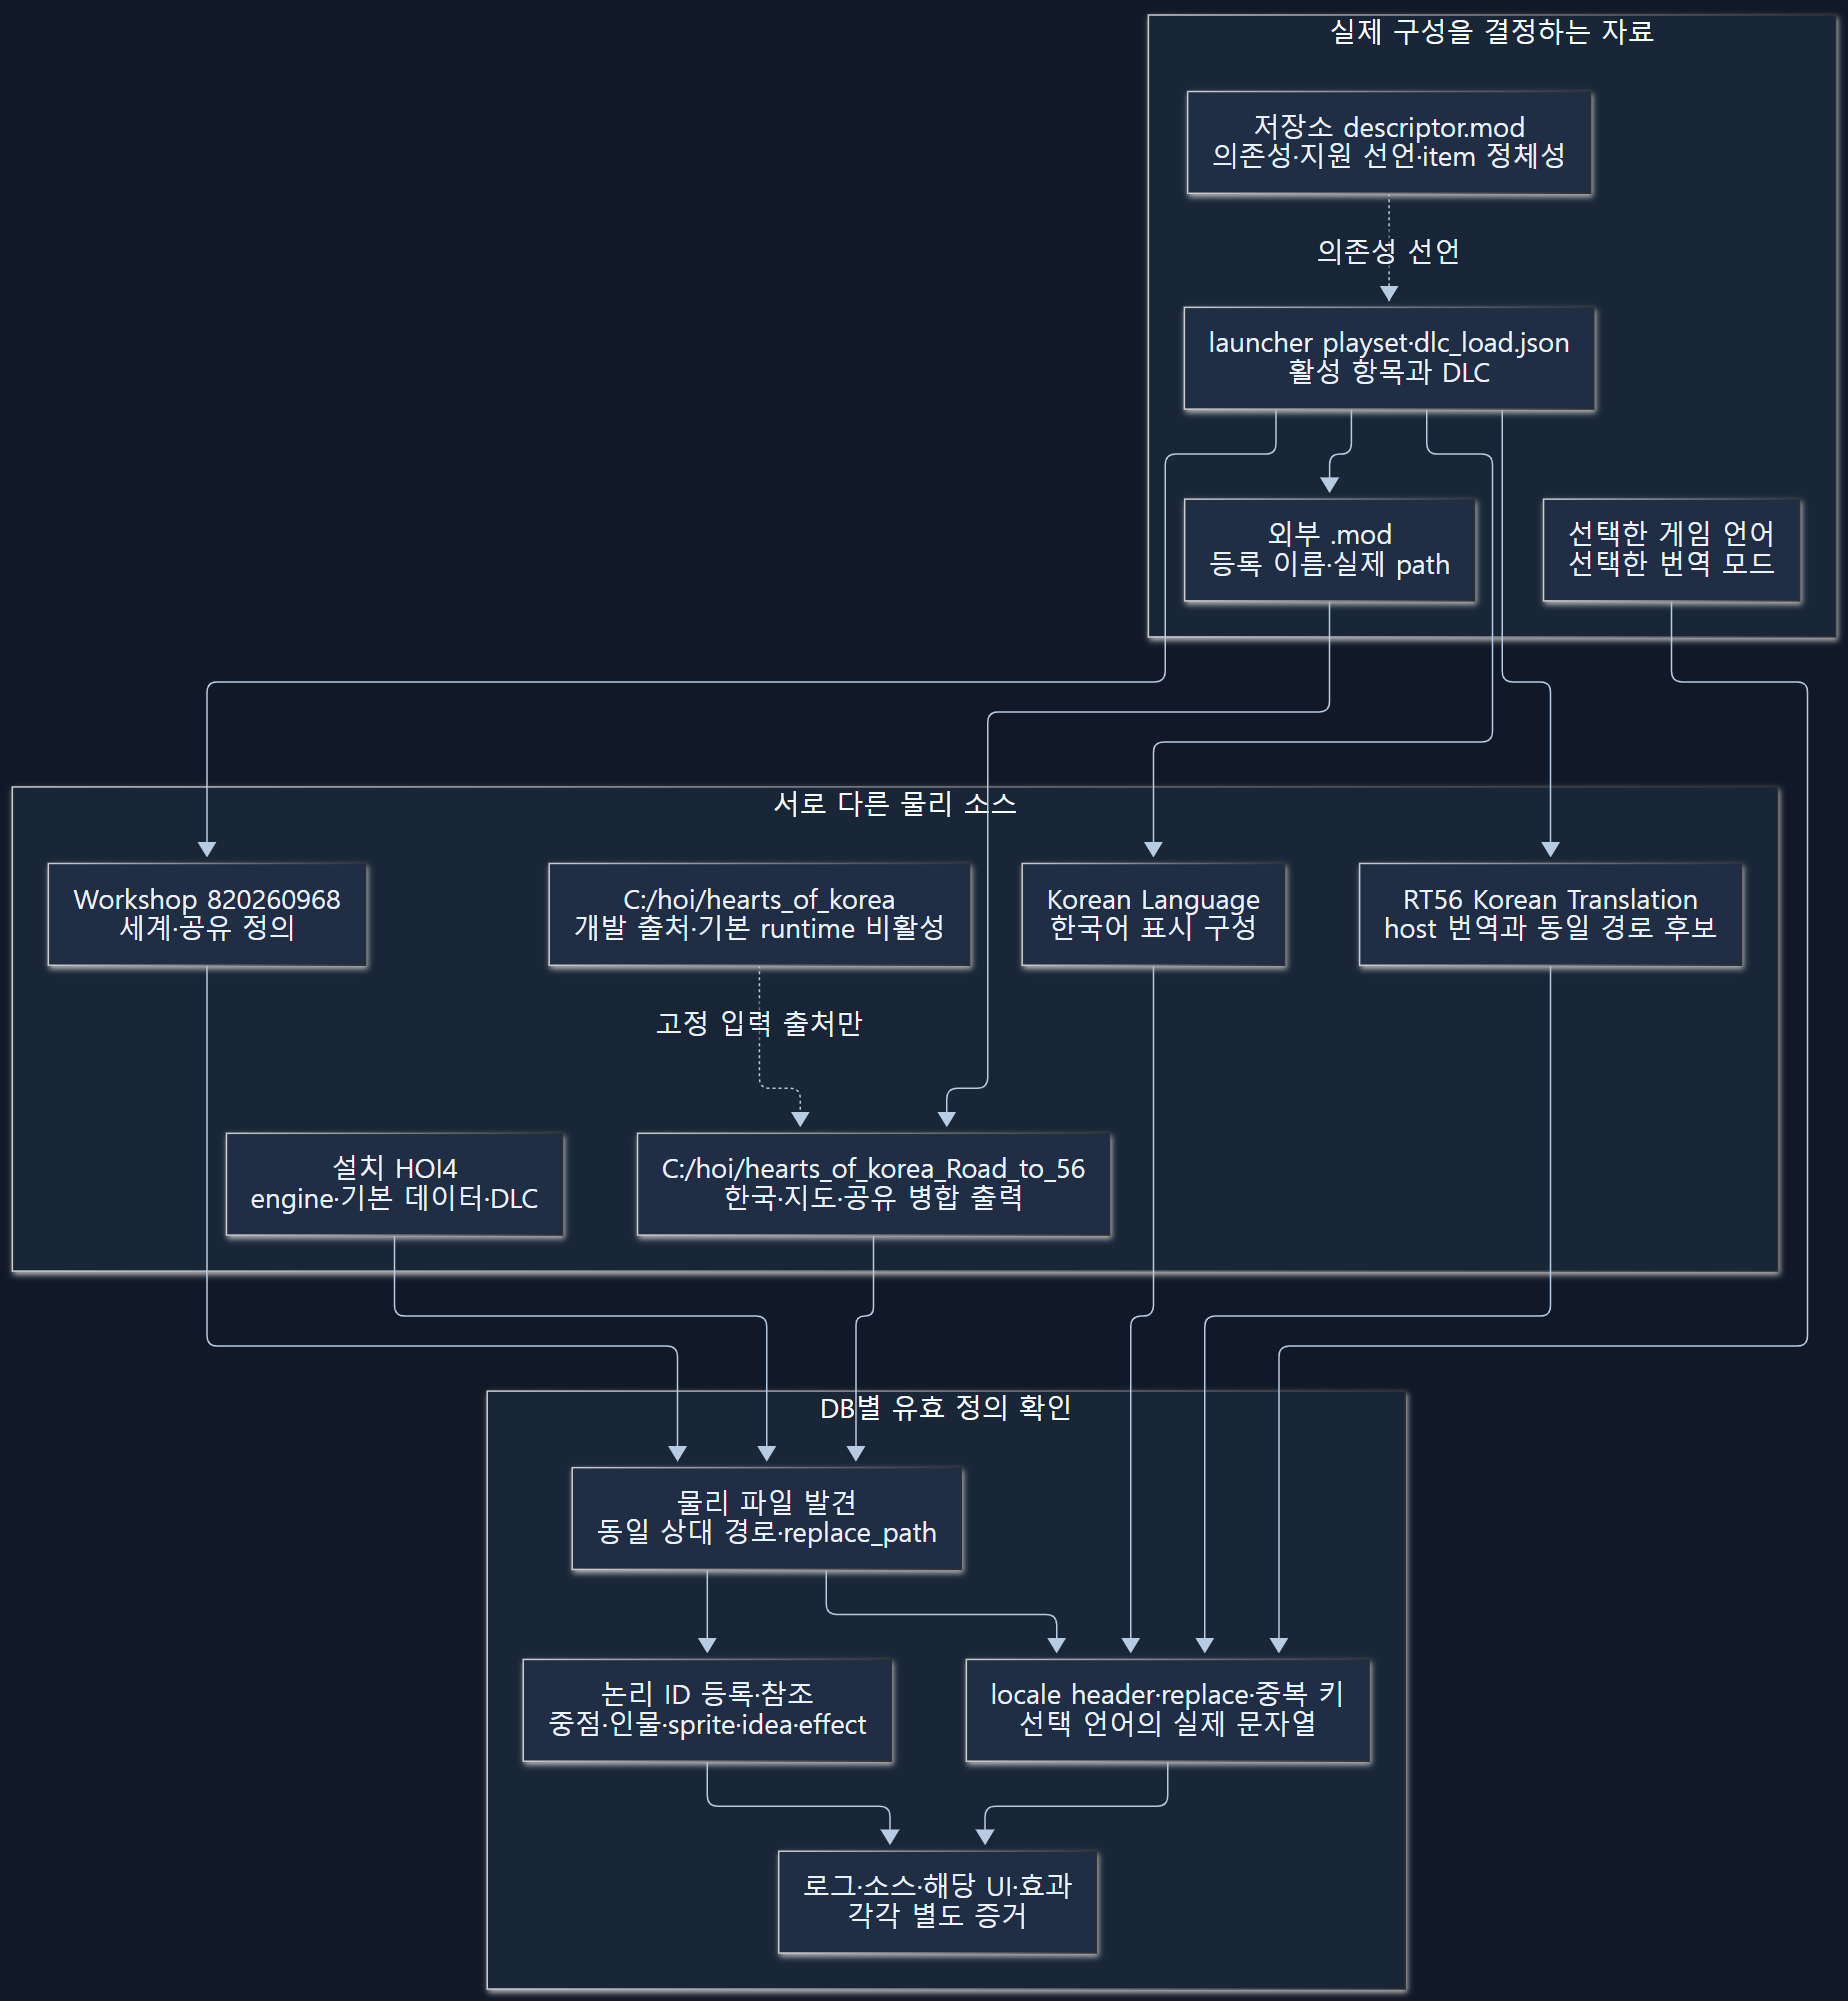 실제 구성을 결정하는 자료
저장소 descriptor.mod
의존성·지원 선언·item 정체성
의존성 선언
launcher playset·dlc_load.json
활성 항목과 DLC
외부 .mod
등록 이름·실제 path
선택한 게임 언어
선택한 번역 모드
서로 다른 물리 소스
Workshop 820260968
세계·공유 정의
C:/hoi/hearts_of_korea
개발 출처·기본 runtime 비활성
Korean Language
한국어 표시 구성
RT56 Korean Translation
host 번역과 동일 경로 후보
고정 입력 출처만
설치 HOI4
engine·기본 데이터·DLC
C:/hoi/hearts_of_korea_Road_to_56
한국·지도·공유 병합 출력
DB별 유효 정의 확인
물리 파일 발견
동일 상대 경로·replace_path
논리 ID 등록·참조
중점·인물·sprite·idea·effect
locale header·replace·중복 키
선택 언어의 실제 문자열
로그·소스·해당 UI·효과
각각 별도 증거